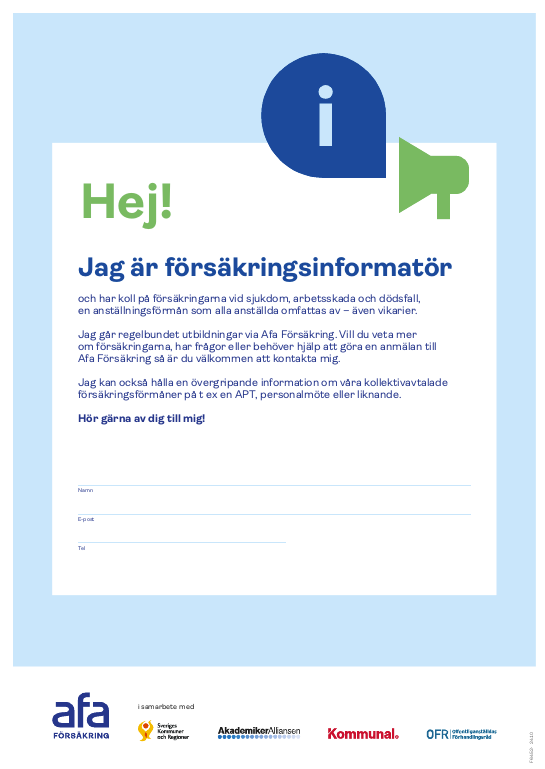 i
Hej!
Jag är försäkringsinformatör
och har koll på försäkringarna vid sjukdom, arbetsskada och dödsfall,
en anställningsförmån som alla anställda omfattas av – även vikarier.
Jag går regelbundet utbildningar via Afa Försäkring. Vill du veta mer
om försäkringarna, har frågor eller behöver hjälp att göra en anmälan till
Afa Försäkring så är du välkommen att kontakta mig.
Jag kan också hålla en övergripande information om våra kollektivavtalade
försäkringsförmåner på t ex en APT, personalmöte eller liknande.
Hör gärna av dig till mig!
Namn
E-post
Tel
afa
FÖRSÄKRING
i samarbete med
Sveriges
Kommuner
och Regioner
AkademikerAlliansen
Kommunal.
OFR Offentliganställdas
Förhandlingsråd